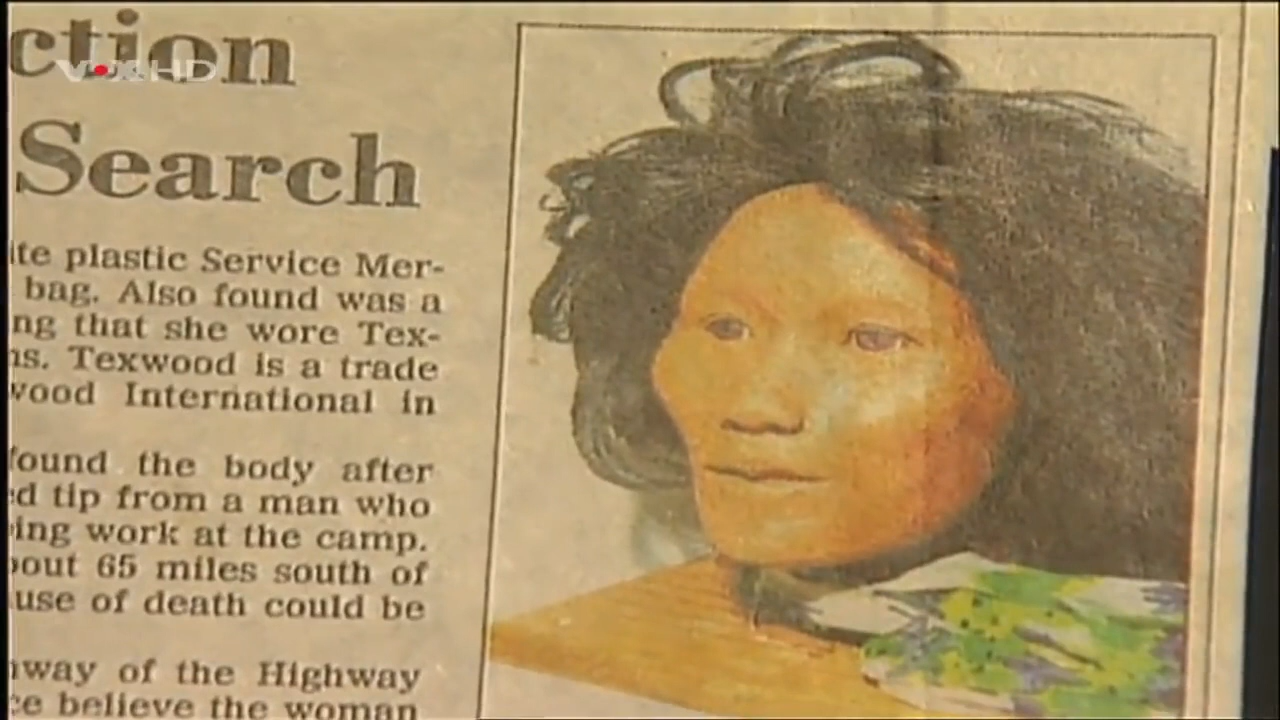 ction
VOX HD
Search
ite plastic Service Mer-
bag. Also found was a
ng that she wore Tex-
ns. Texwood is a trade
wood International in
found the body after
ed tip from a man who
ing work at the camp.
bout 65 miles south of
use of death could be
hway of the Highway
ce believe the woman